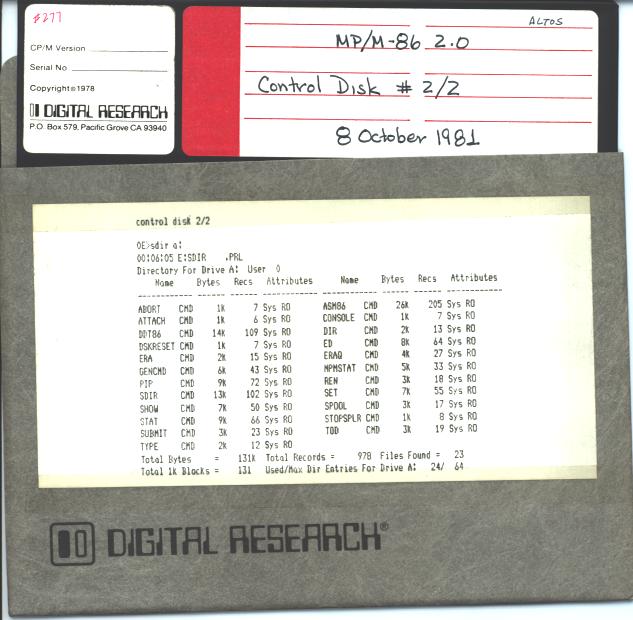 #277
CP/M Version
Serial No
Copyright©1978
DIGITAL RESEARCH
P.O. Box 579, Pacific Grove CA 93940
ALTOS
MP/M-86 2.0
Control Disk # 2/2
8 October 1981
control disk 2/2
0E>sdir a:
00:06:05 E:SDIR .PRL
Directory For Drive A: User 0
Name Bytes Recs Attributes Name Bytes Recs Attributes
------------ ------ ------ ------------ ------------ ------ ------ ------------
ABORT CMD 1k 7 Sys RO ASM86 CMD 26k 205 Sys RO
ATTACH CMD 1k 6 Sys RO CONSOLE CMD 1k 7 Sys RO
DDT86 CMD 14k 109 Sys RO DIR CMD 2k 13 Sys RO
DSKRESET CMD 1k 7 Sys RO ED CMD 8k 64 Sys RO
ERA CMD 2k 15 Sys RO ERAQ CMD 4k 27 Sys RO
GENCMD CMD 6k 43 Sys RO MPMSTAT CMD 5k 33 Sys RO
PIP CMD 9k 72 Sys RO REN CMD 3k 18 Sys RO
SDIR CMD 13k 102 Sys RO SET CMD 7k 55 Sys RO
SHOW CMD 7k 50 Sys RO SPOOL CMD 3k 17 Sys RO
STAT CMD 9k 66 Sys RO STOPSPLR CMD 1k 8 Sys RO
SUBMIT CMD 3k 23 Sys RO TOD CMD 3k 19 Sys RO
TYPE CMD 2k 12 Sys RO
Total Bytes = 131k Total Records = 978 Files Found = 23
Total 1k Blocks = 131 Used/Max Dir Entries For Drive A: 24/ 64
DIGITAL RESEARCH®